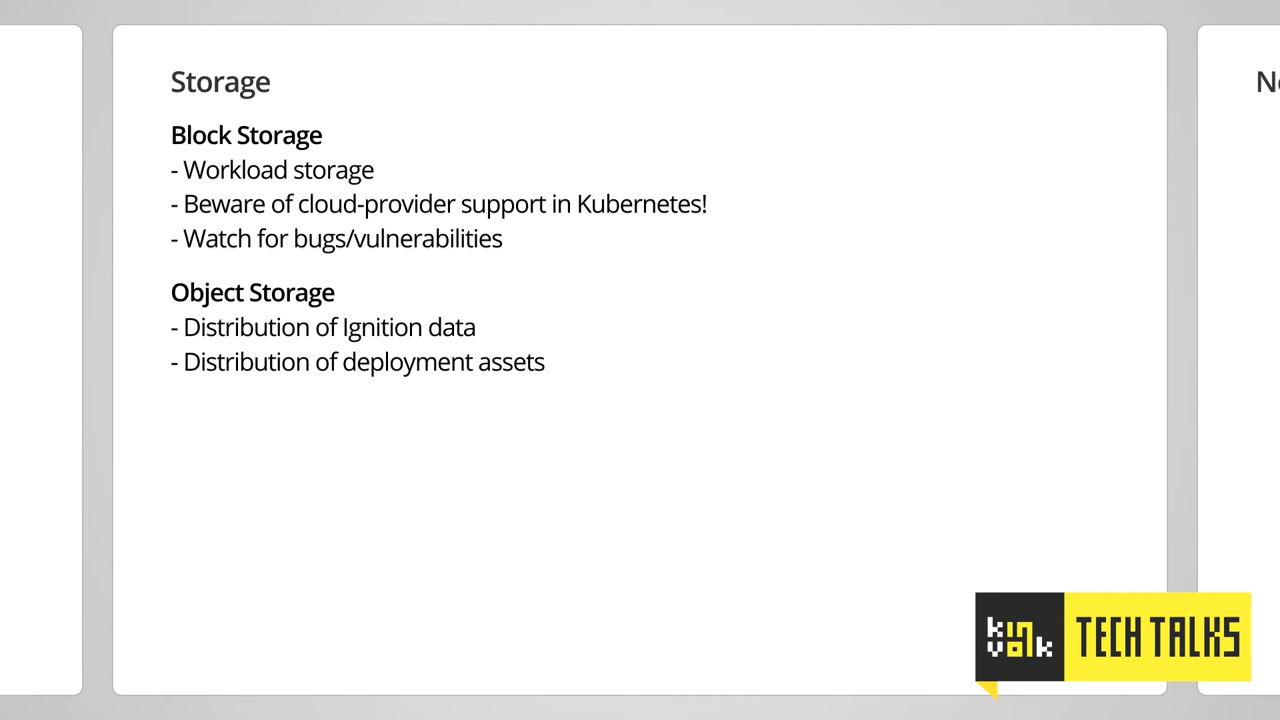 Storage
Block Storage
- Workload storage
- Beware of cloud-provider support in Kubernetes!
- Watch for bugs/vulnerabilities
Object Storage
- Distribution of Ignition data
- Distribution of deployment assets
kinvolk TECH TALKS